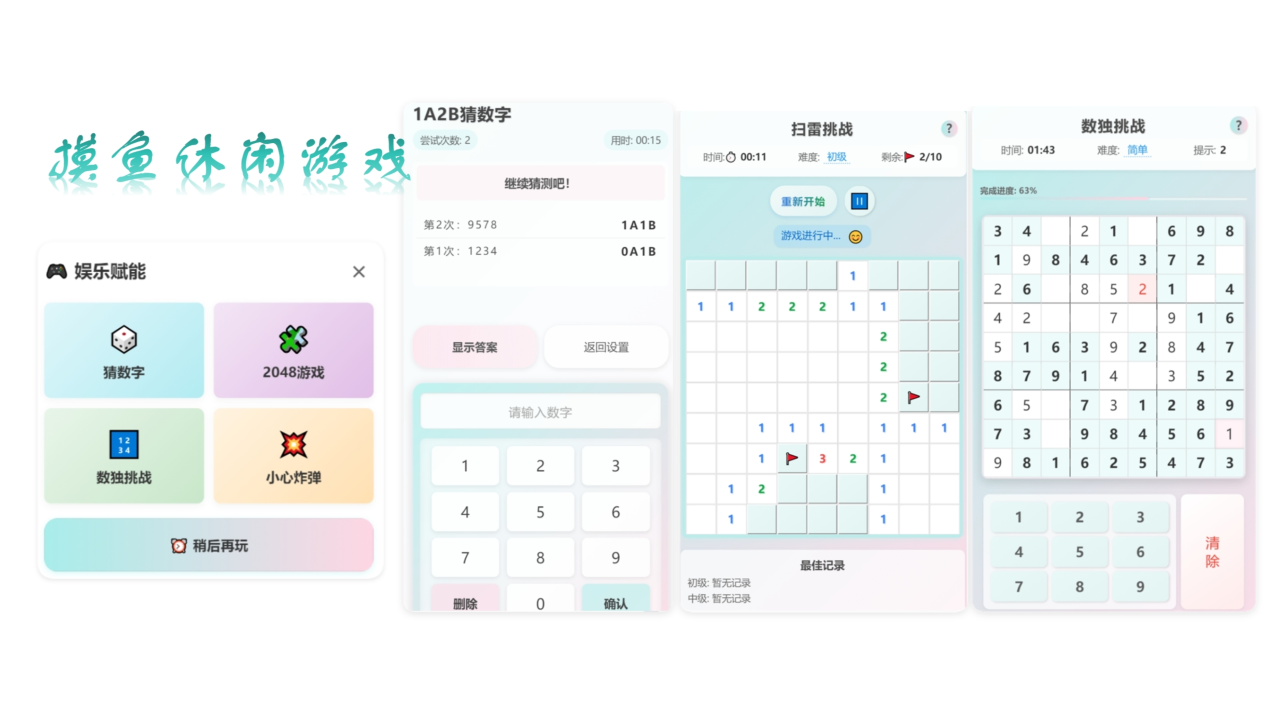 摸鱼休闲游戏
🎮 娱乐赋能 ✕
猜数字
2048游戏
数独挑战
小心炸弹
⏰ 稍后再玩
1A2B猜数字
尝试次数: 2 用时: 00:15
继续猜测吧!
第2次: 9578 1A1B
第1次: 1234 0A1B
显示答案 返回设置
请输入数字
1 2 3
4 5 6
7 8 9
删除 0 确认
扫雷挑战 ?
时间:⏱ 00:11 难度: 初级 剩余:🚩 2/10
重新开始
游戏进行中... 😊
1
1 1 2 2 2 1 1
2
2
2
1 1 1 1 1 1
1 3 2 1
1 2 1
1 1
最佳记录
初级: 暂无记录
中级: 暂无记录
数独挑战 ?
时间: 01:43 难度: 简单 提示: 2
完成进度: 63%
3 4 2 1 6 9 8
1 9 8 4 6 3 7 2
2 6 8 5 2 1 4
4 2 7 9 1 6
5 1 6 3 9 2 8 4 7
8 7 9 1 4 3 5 2
6 5 7 3 1 2 8 9
7 3 9 8 4 5 6 1
9 8 1 6 2 5 4 7 3
1 2 3
4 5 6
7 8 9
清除